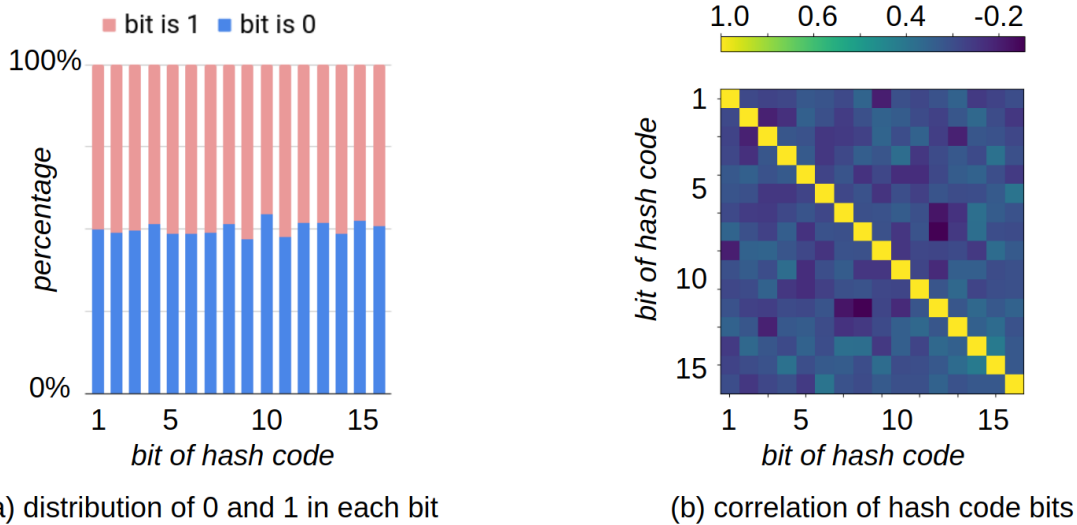 bit is 1 bit is 0
100%
percentage
0%
1 5 10 15
bit of hash code
) distribution of 0 and 1 in each bit
1.0 0.6 0.4 -0.2
1
5
10
15
bit of hash code
1 5 10 15
bit of hash code
(b) correlation of hash code bits